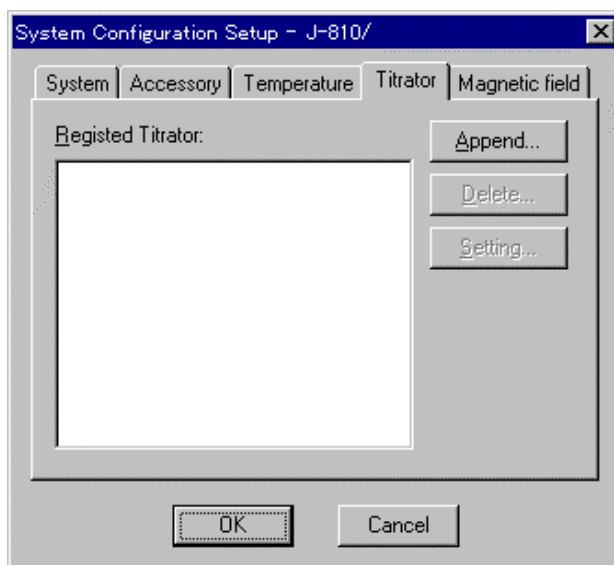 System Configuration Setup - J-810/
System Accessory Temperature Titrator Magnetic field
Registed Titrator:
Append...
Delete...
Setting...
OK Cancel